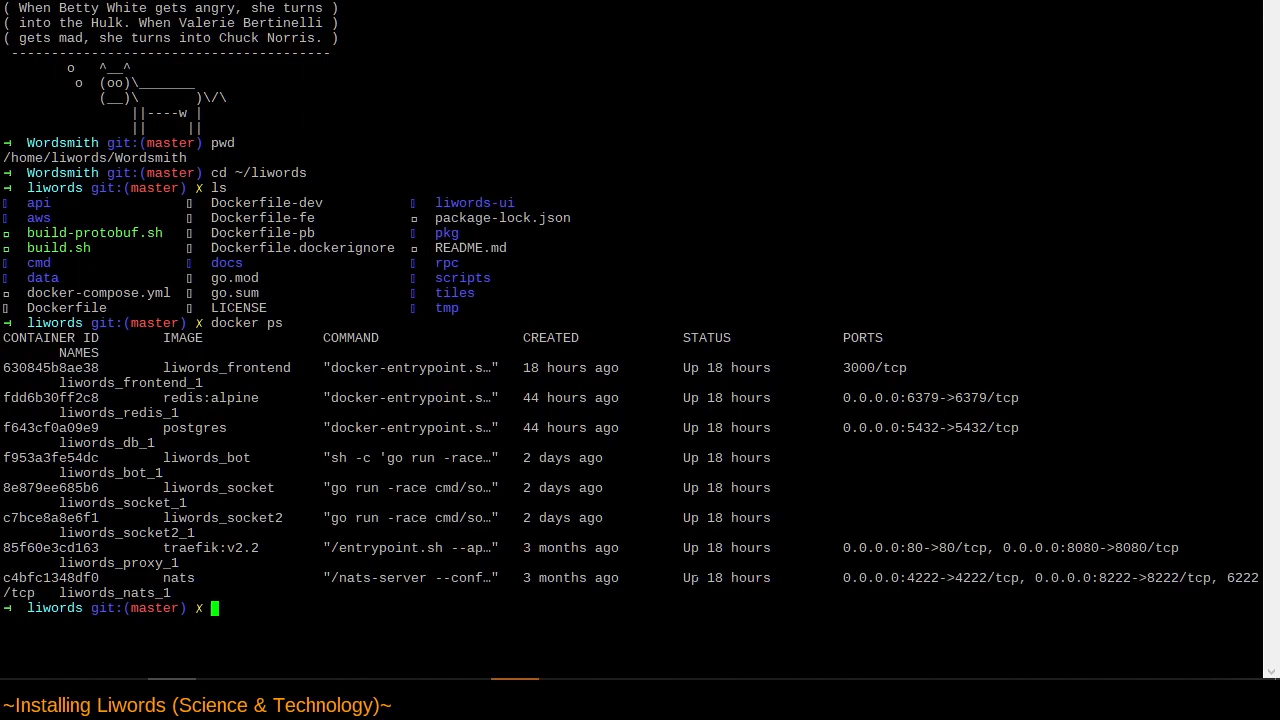 ( When Betty White gets angry, she turns )
( into the Hulk. When Valerie Bertinelli )
( gets mad, she turns into Chuck Norris. )
 ----------------------------------------
        o   ^__^
         o  (oo)\_______
            (__)\       )\/\
                ||----w |
                ||     ||
Wordsmith git:(master) pwd
/home/liwords/Wordsmith
Wordsmith git:(master) cd ~/liwords
liwords git:(master) ✗ ls
api Dockerfile-dev liwords-ui
aws Dockerfile-fe package-lock.json
build-protobuf.sh Dockerfile-pb pkg
build.sh Dockerfile.dockerignore README.md
cmd docs rpc
data go.mod scripts
docker-compose.yml go.sum tiles
Dockerfile LICENSE tmp
liwords git:(master) ✗ docker ps
CONTAINER ID IMAGE COMMAND CREATED STATUS PORTS
NAMES
630845b8ae38 liwords_frontend "docker-entrypoint.s…" 18 hours ago Up 18 hours 3000/tcp
liwords_frontend_1
fdd6b30ff2c8 redis:alpine "docker-entrypoint.s…" 44 hours ago Up 18 hours 0.0.0.0:6379->6379/tcp
liwords_redis_1
f643cf0a09e9 postgres "docker-entrypoint.s…" 44 hours ago Up 18 hours 0.0.0.0:5432->5432/tcp
liwords_db_1
f953a3fe54dc liwords_bot "sh -c 'go run -race…" 2 days ago Up 18 hours
liwords_bot_1
8e879ee685b6 liwords_socket "go run -race cmd/so…" 2 days ago Up 18 hours
liwords_socket_1
c7bce8a8e6f1 liwords_socket2 "go run -race cmd/so…" 2 days ago Up 18 hours
liwords_socket2_1
85f60e3cd163 traefik:v2.2 "/entrypoint.sh --ap…" 3 months ago Up 18 hours 0.0.0.0:80->80/tcp, 0.0.0.0:8080->8080/tcp
liwords_proxy_1
c4bfc1348df0 nats "/nats-server --conf…" 3 months ago Up 18 hours 0.0.0.0:4222->4222/tcp, 0.0.0.0:8222->8222/tcp, 6222
/tcp liwords_nats_1
liwords git:(master) ✗
~Installing Liwords (Science & Technology)~